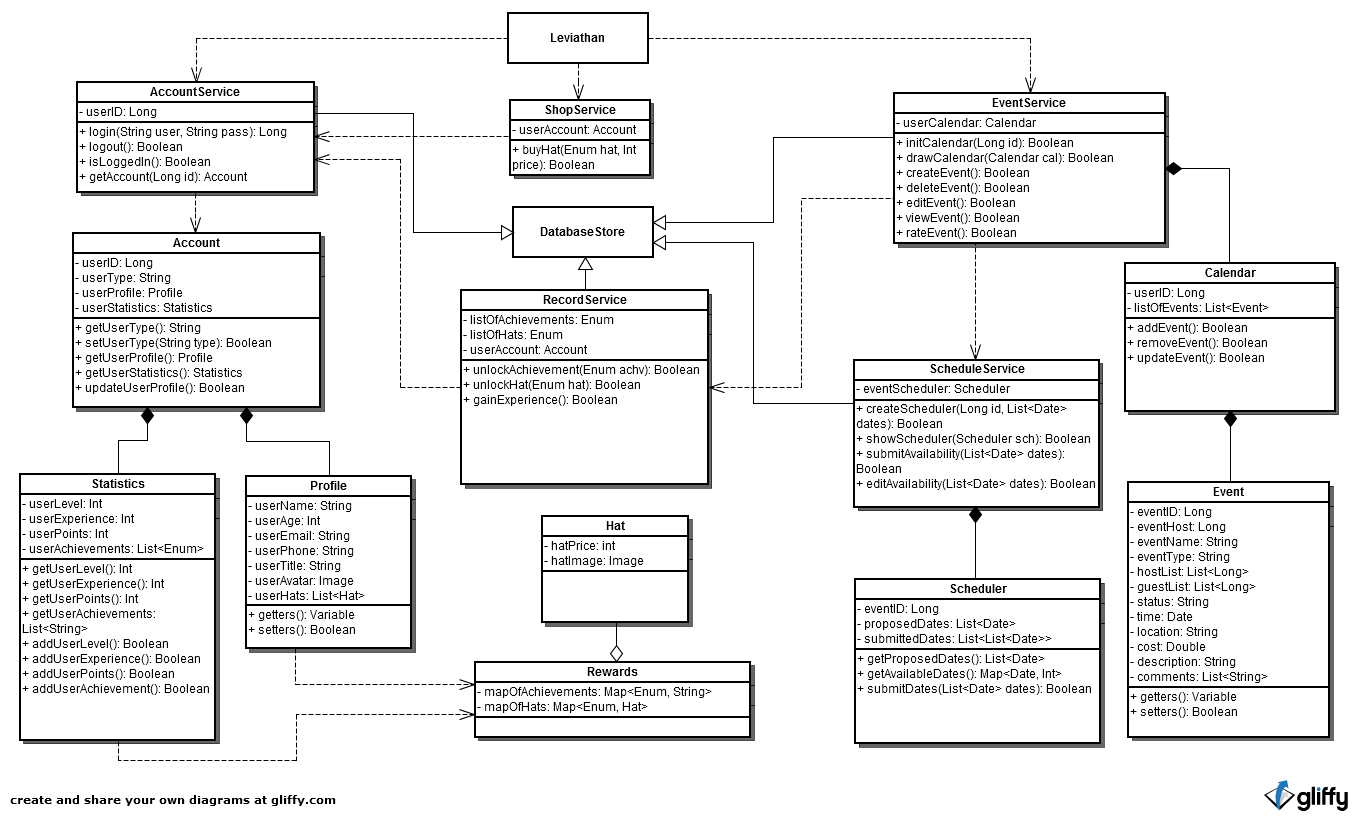 Leviathan
AccountService
- userID: Long
+ login(String user, String pass): Long
+ logout(): Boolean
+ isLoggedIn(): Boolean
+ getAccount(Long id): Account
ShopService
- userAccount: Account
+ buyHat(Enum hat, Int
price): Boolean
EventService
- userCalendar: Calendar
+ initCalendar(Long id): Boolean
+ drawCalendar(Calendar cal): Boolean
+ createEvent(): Boolean
+ deleteEvent(): Boolean
+ editEvent(): Boolean
+ viewEvent(): Boolean
+ rateEvent(): Boolean
DatabaseStore
Account
- userID: Long
- userType: String
- userProfile: Profile
- userStatistics: Statistics
+ getUserType(): String
+ setUserType(String type): Boolean
+ getUserProfile(): Profile
+ getUserStatistics(): Statistics
+ updateUserProfile(): Boolean
RecordService
- listOfAchievements: Enum
- listOfHats: Enum
- userAccount: Account
+ unlockAchievement(Enum achv): Boolean
+ unlockHat(Enum hat): Boolean
+ gainExperience(): Boolean
Calendar
- userID: Long
- listOfEvents: List<Event>
+ addEvent(): Boolean
+ removeEvent(): Boolean
+ updateEvent(): Boolean
ScheduleService
- eventScheduler: Scheduler
+ createScheduler(Long id, List<Date>
dates): Boolean
+ showScheduler(Scheduler sch): Boolean
+ submitAvailability(List<Date> dates):
Boolean
+ editAvailability(List<Date> dates): Boolean
Statistics
- userLevel: Int
- userExperience: Int
- userPoints: Int
- userAchievements: List<Enum>
+ getUserLevel(): Int
+ getUserExperience(): Int
+ getUserPoints(): Int
+ getUserAchievements:
List<String>
+ addUserLevel(): Boolean
+ addUserExperience(): Boolean
+ addUserPoints(): Boolean
+ addUserAchievement(): Boolean
Profile
- userName: String
- userAge: Int
- userEmail: String
- userPhone: String
- userTitle: String
- userAvatar: Image
- userHats: List<Hat>
+ getters(): Variable
+ setters(): Boolean
Hat
- hatPrice: int
- hatImage: Image
Rewards
- mapOfAchievements: Map<Enum, String>
- mapOfHats: Map<Enum, Hat>
Scheduler
- eventID: Long
- proposedDates: List<Date>
- submittedDates: List<List<Date>>
+ getProposedDates(): List<Date>
+ getAvailableDates(): Map<Date, Int>
+ submitDates(List<Date> dates): Boolean
Event
- eventID: Long
- eventHost: Long
- eventName: String
- eventType: String
- hostList: List<Long>
- guestList: List<Long>
- status: String
- time: Date
- location: String
- cost: Double
- description: String
- comments: List<String>
+ getters(): Variable
+ setters(): Boolean
create and share your own diagrams at gliffy.com
gliffy